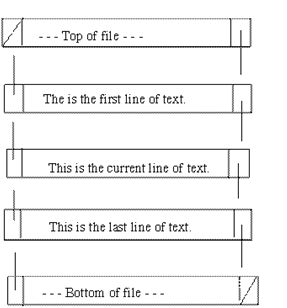 - - - Top of file - - -
The is the first line of text.
This is the current line of text.
This is the last line of text.
- - - Bottom of file - - -